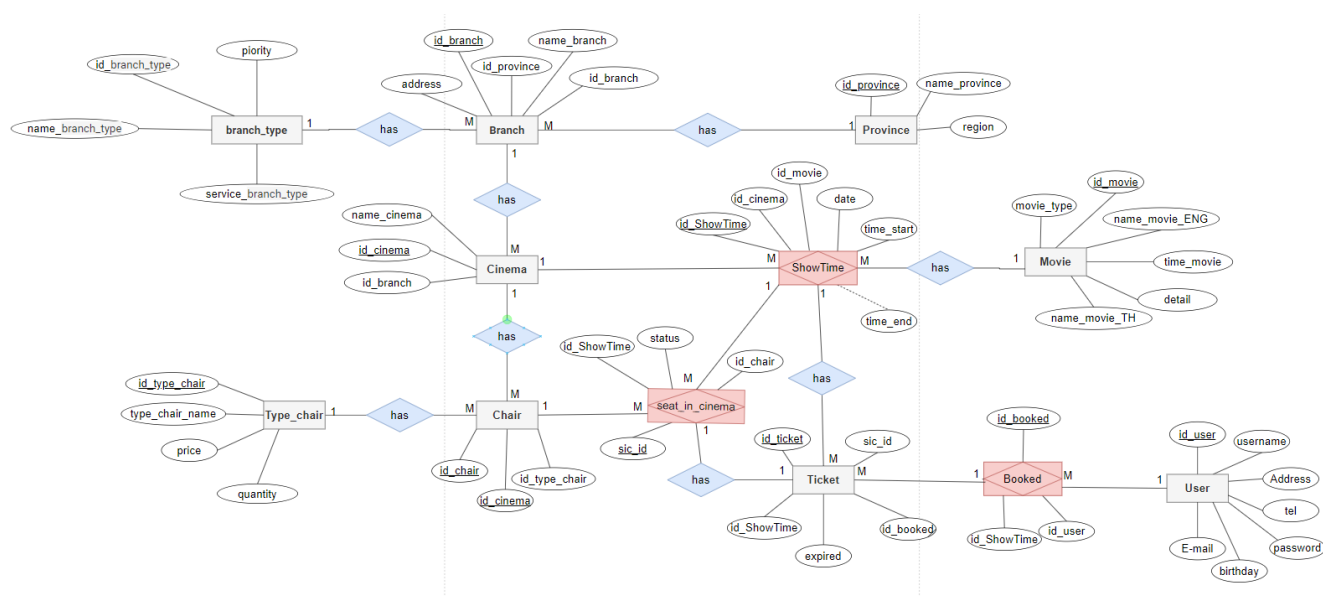 piority
id_branch_type
name_branch_type
service_branch_type
branch_type
1
has
M
id_branch
name_branch
id_province
address
id_branch
Branch
M
has
1
id_province
name_province
region
Province
1
has
M
name_cinema
id_cinema
id_branch
Cinema
1
1
id_movie
id_cinema
date
id_ShowTime
time_start
M
ShowTime
M
1
1
time_end
has
1
movie_type
id_movie
name_movie_ENG
time_movie
detail
name_movie_TH
Movie
has
M
id_type_chair
type_chair_name
price
quantity
Type_chair
1
has
M
Chair
1
id_chair
id_cinema
id_type_chair
id_ShowTime
status
id_chair
M
M
seat_in_cinema
sic_id
1
has
1
has
M
id_ticket
sic_id
Ticket
M
id_ShowTime
expired
id_booked
id_booked
1
Booked
M
id_ShowTime
id_user
1
id_user
username
Address
tel
password
birthday
E-mail
User